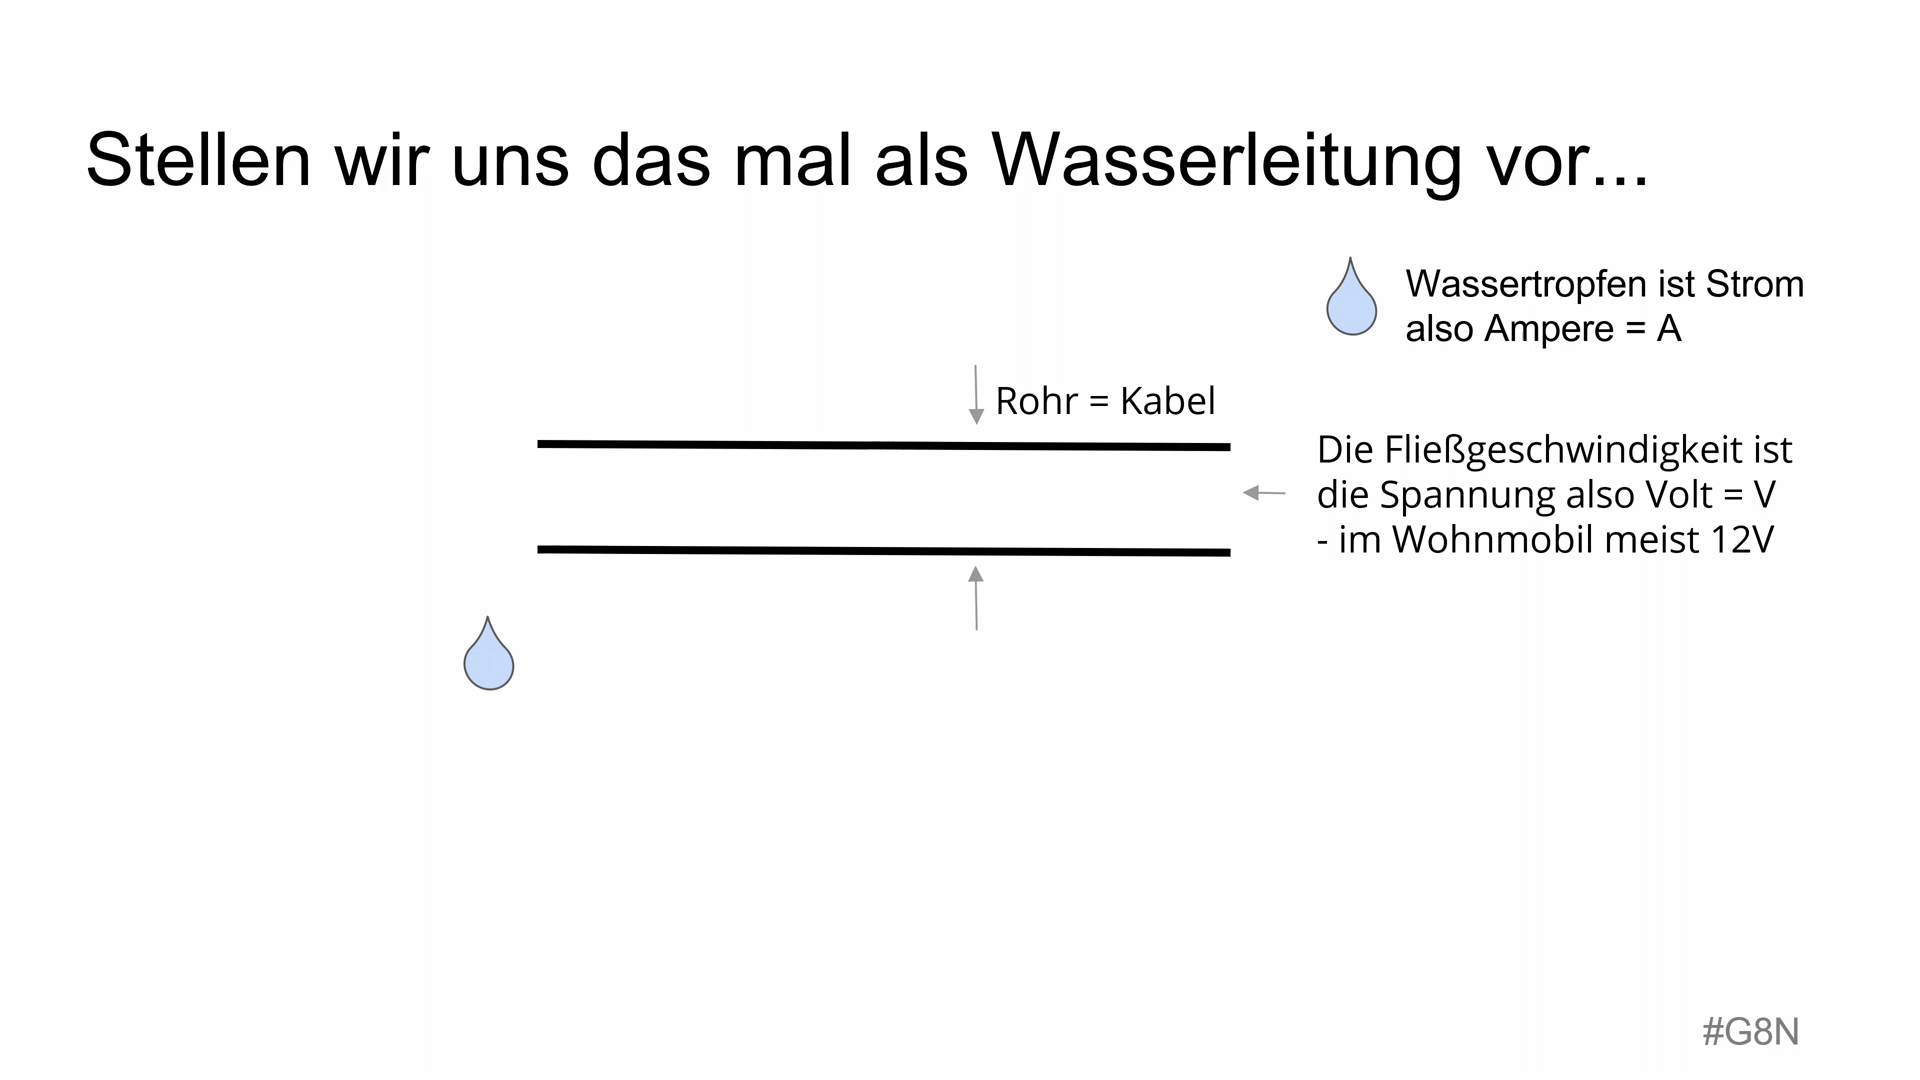 Stellen wir uns das mal als Wasserleitung vor...
Wassertropfen ist Strom
also Ampere = A
Rohr = Kabel
Die Fließgeschwindigkeit ist
die Spannung also Volt = V
- im Wohnmobil meist 12V
#G8N